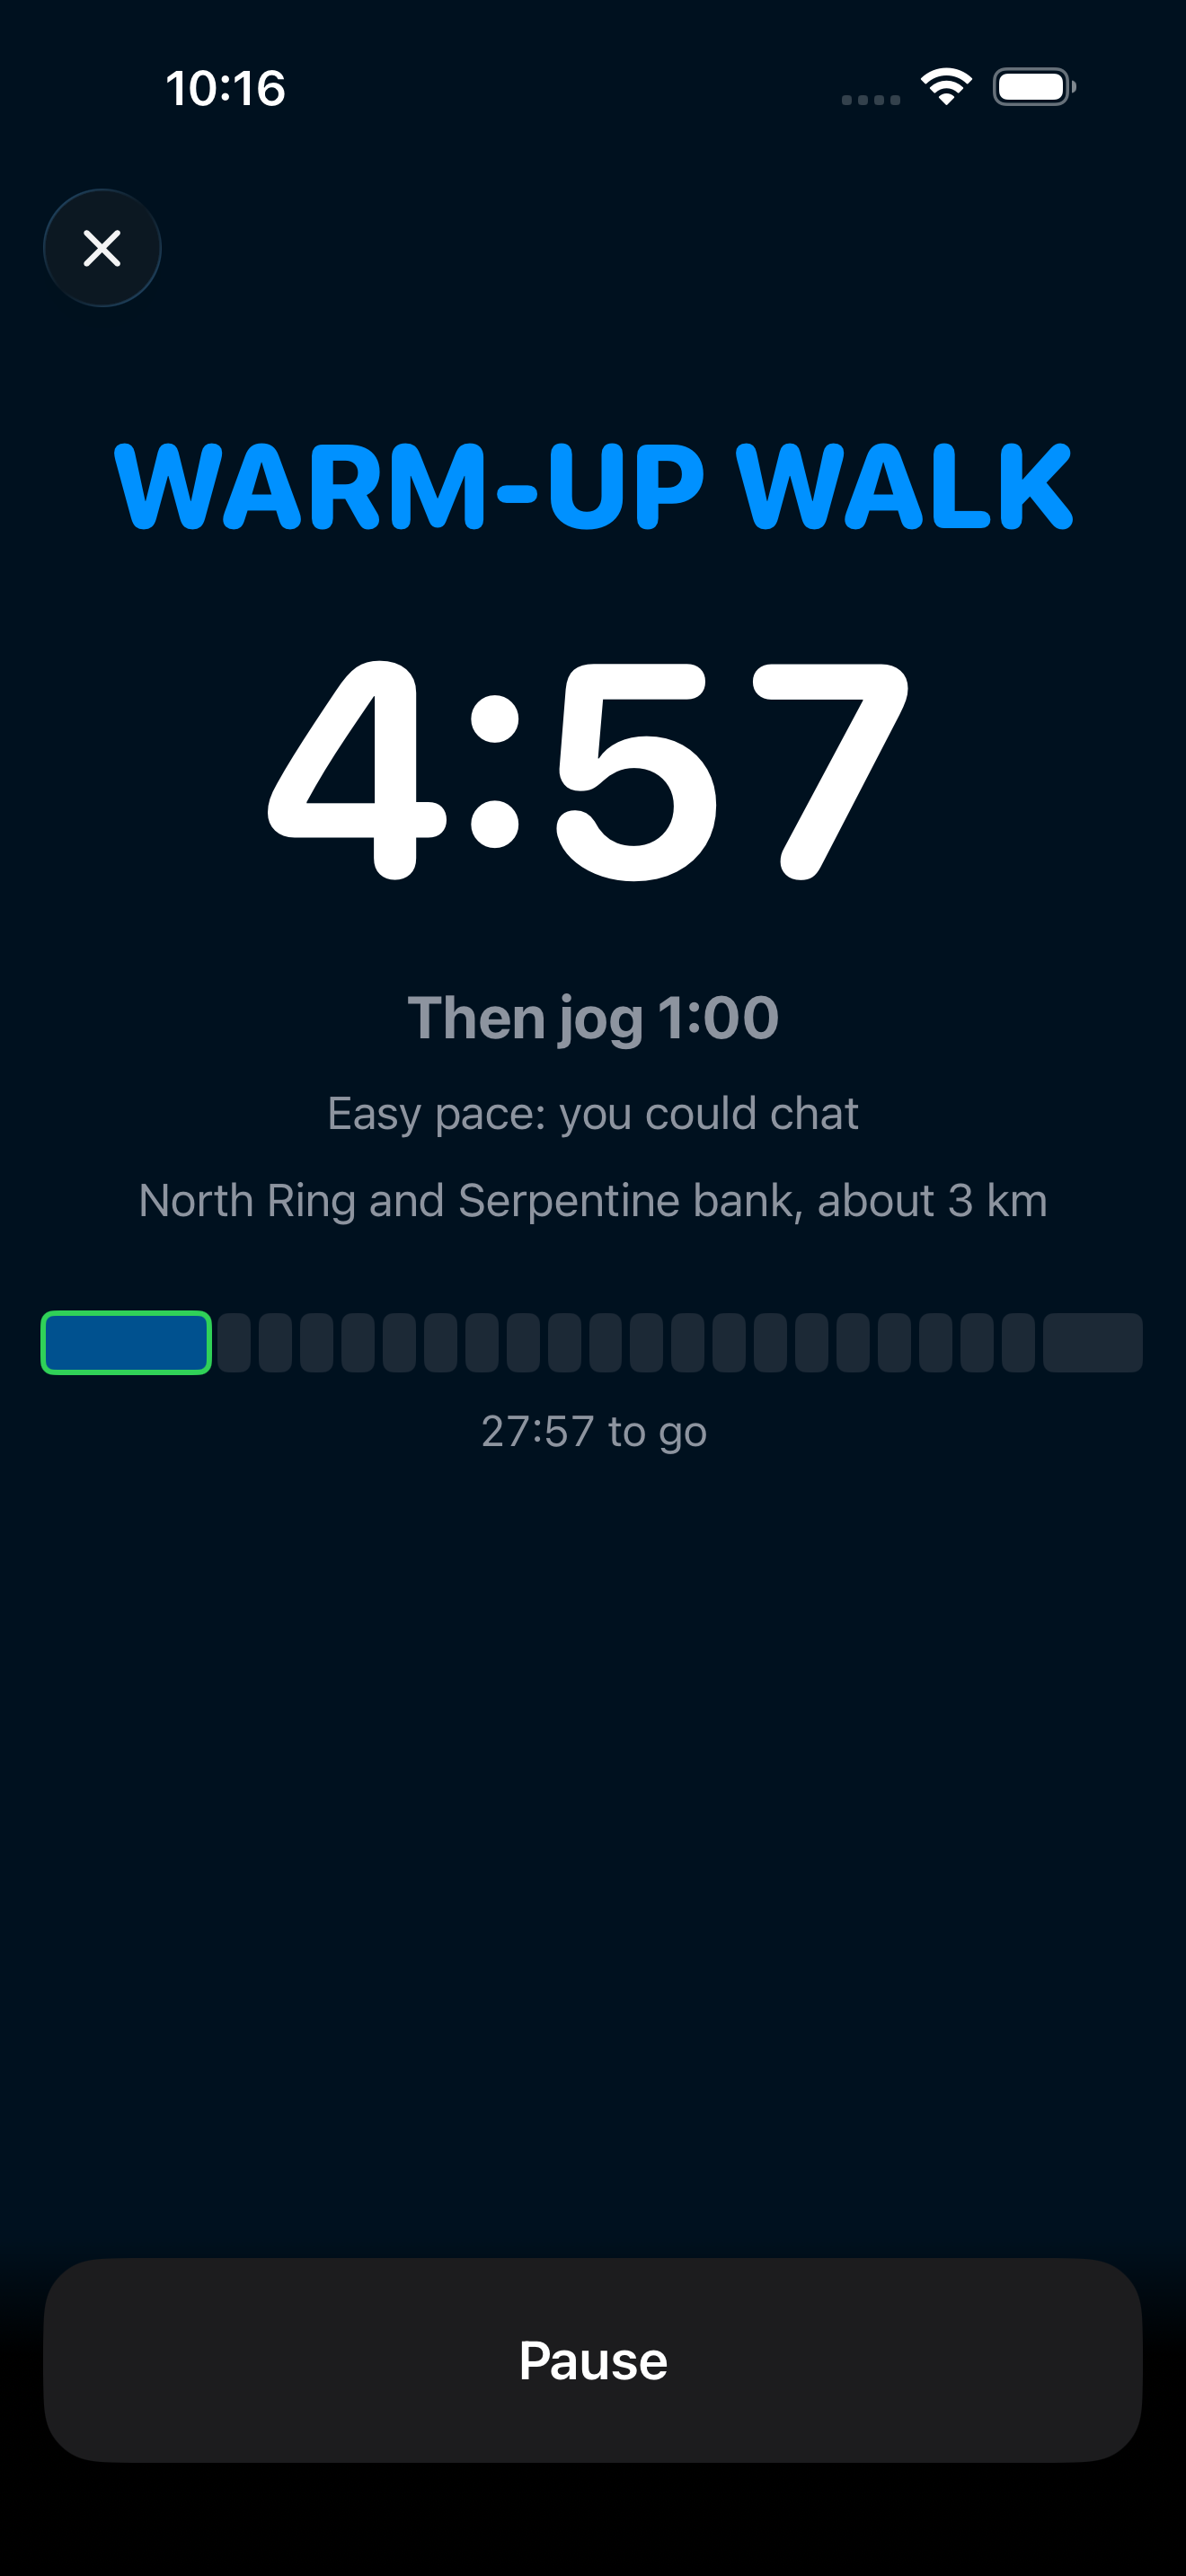 10:16
WARM-UP WALK
4:57
Then jog 1:00
Easy pace: you could chat
North Ring and Serpentine bank, about 3 km
27:57 to go
Pause